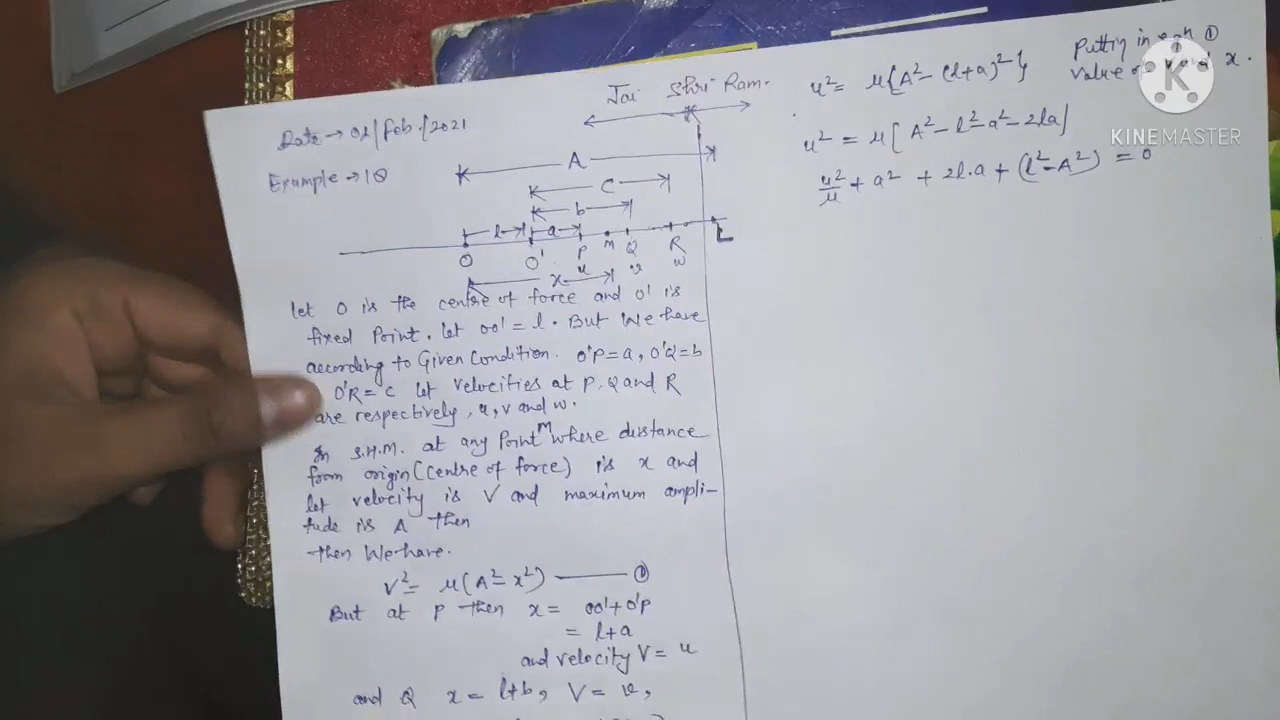 Jai Shri Ram.
Date → 01/Feb./2021
Example → 18
A
C
b
l a
O O' P M Q R L
u v w
x
Let O is the centre of force and O' is
fixed Point. Let OO' = l. But We have
according to Given Condition. O'P = a, O'Q = b
O'R = c Let velocities at P, Q and R
are respectively, u, v and w.
In S.H.M. at any Point M where distance
from origin (Centre of force) is x and
let velocity is V and maximum ampli-
tude is A then
then We have.
V² = μ(A² - x²) —— ①
But at P then x = OO' + O'P
= l+a
and velocity V = u
and Q x = l+b, V = v,
u² = μ{A² - (l+a)²} Putting in eqn ①
value of x.
u² = μ[A² - l² - a² - 2la]
u²/μ + a² + 2l.a + (l² - A²) = 0
K
KINEMASTER